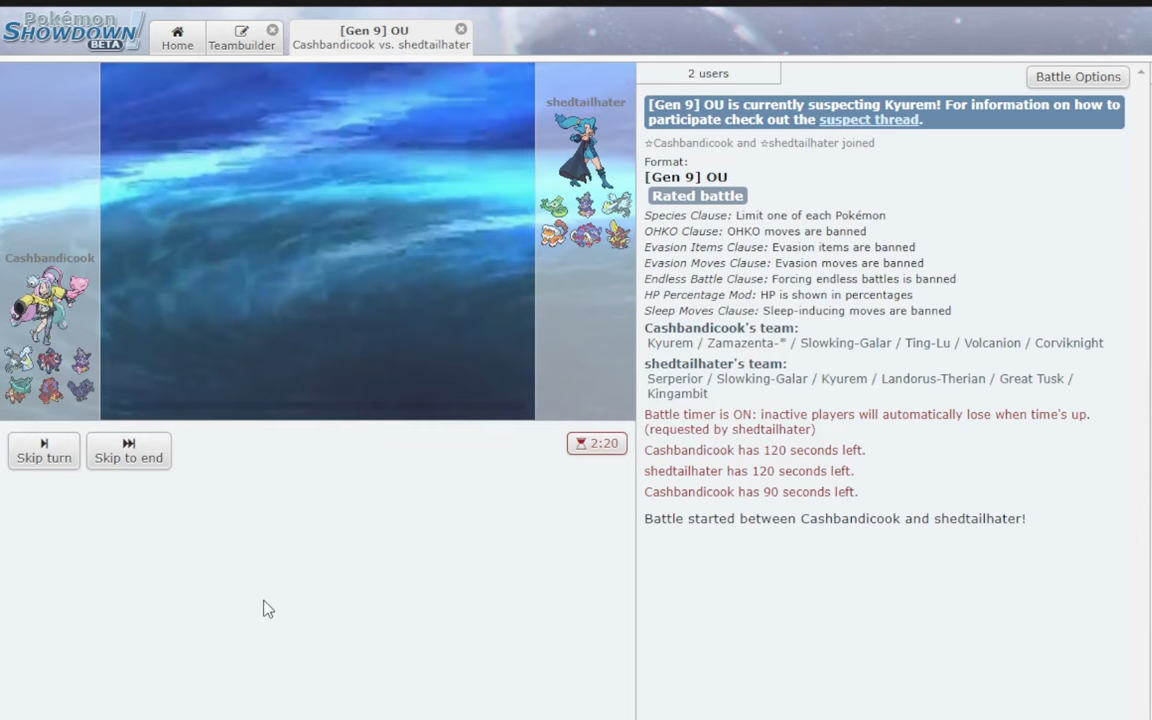 Pokémon
SHOWDOWN!
BETA
Home
Teambuilder
[Gen 9] OU
Cashbandicook vs. shedtailhater
shedtailhater
Cashbandicook
Skip turn
Skip to end
2:20
2 users
Battle Options
[Gen 9] OU is currently suspecting Kyurem! For information on how to
participate check out the suspect thread.
☆Cashbandicook and ☆shedtailhater joined
Format:
[Gen 9] OU
Rated battle
Species Clause: Limit one of each Pokémon
OHKO Clause: OHKO moves are banned
Evasion Items Clause: Evasion items are banned
Evasion Moves Clause: Evasion moves are banned
Endless Battle Clause: Forcing endless battles is banned
HP Percentage Mod: HP is shown in percentages
Sleep Moves Clause: Sleep-inducing moves are banned
Cashbandicook's team:
Kyurem / Zamazenta-* / Slowking-Galar / Ting-Lu / Volcanion / Corviknight
shedtailhater's team:
Serperior / Slowking-Galar / Kyurem / Landorus-Therian / Great Tusk /
Kingambit
Battle timer is ON: inactive players will automatically lose when time's up.
(requested by shedtailhater)
Cashbandicook has 120 seconds left.
shedtailhater has 120 seconds left.
Cashbandicook has 90 seconds left.
Battle started between Cashbandicook and shedtailhater!